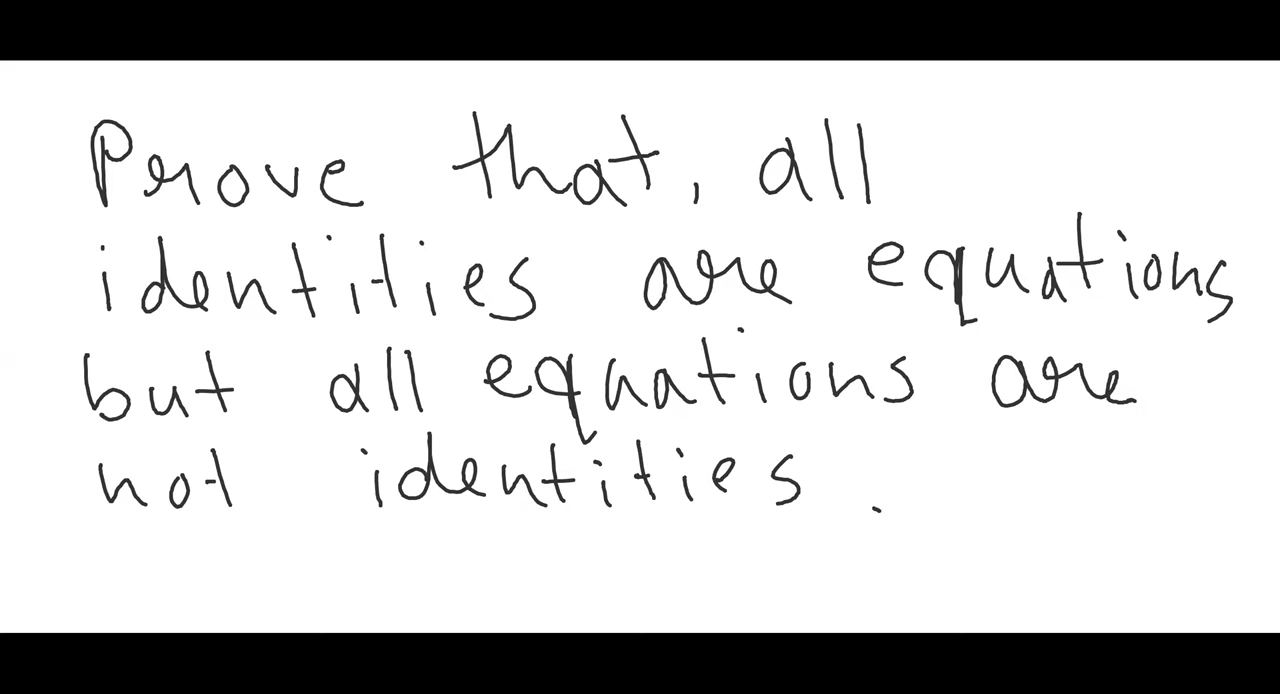 Prove that, all
identities are equations
but all equations are
not identities.